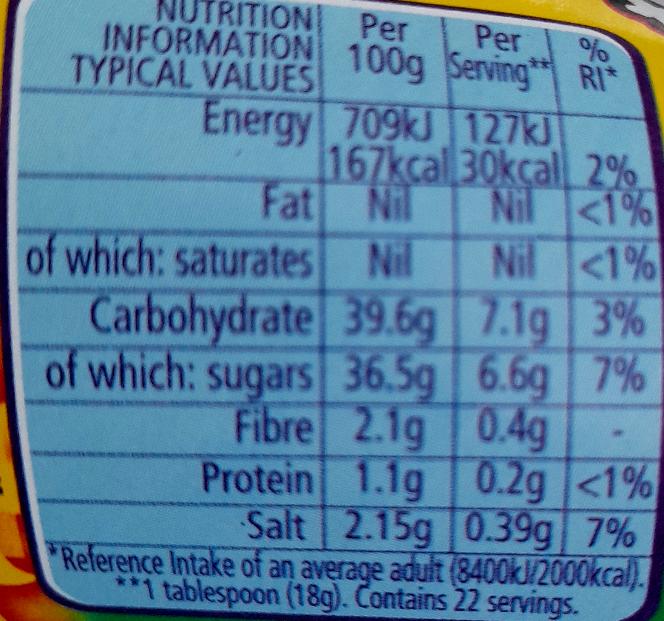 NUTRITION INFORMATION TYPICAL VALUES Per 100g Per Serving** % RI*
Energy 709kJ 127kJ
167kcal 30kcal 2%
Fat Nil Nil <1%
of which: saturates Nil Nil <1%
Carbohydrate 39.6g 7.1g 3%
of which: sugars 36.5g 6.6g 7%
Fibre 2.1g 0.4g -
Protein 1.1g 0.2g <1%
Salt 2.15g 0.39g 7%
*Reference Intake of an average adult (8400kJ/2000kcal).
**1 tablespoon (18g). Contains 22 servings.